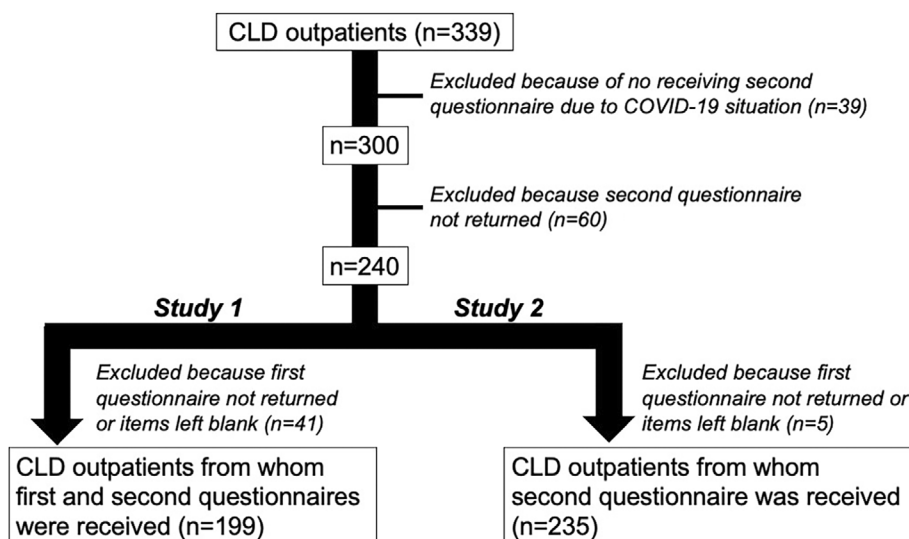 CLD outpatients (n=339)
Excluded because of no receiving second
questionnaire due to COVID-19 situation (n=39)
n=300
Excluded because second questionnaire
not returned (n=60)
n=240
Study 1
Study 2
Excluded because first
questionnaire not returned
or items left blank (n=41)
Excluded because first
questionnaire not returned or
items left blank (n=5)
CLD outpatients from whom
first and second questionnaires
were received (n=199)
CLD outpatients from whom
second questionnaire was received
(n=235)